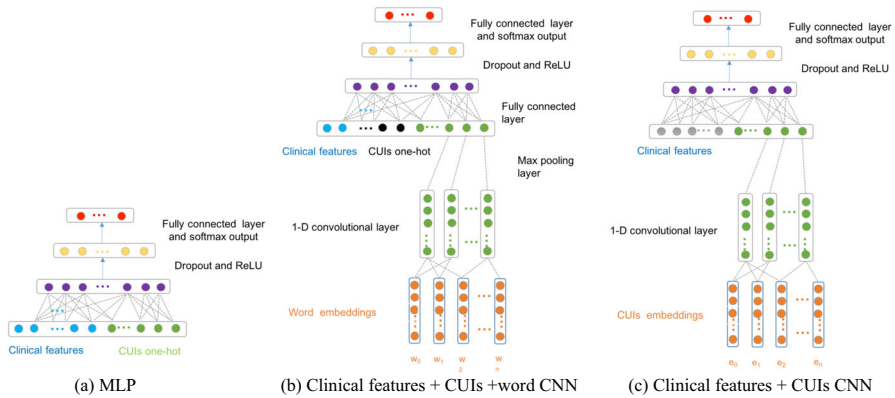 Fully connected layer
and softmax output
Dropout and ReLU
Clinical features
CUIs one-hot
(a) MLP
Fully connected layer
and softmax output
Dropout and ReLU
Fully connected
layer
Clinical features
CUIs one-hot
Max pooling
layer
1-D convolutional layer
Word embeddings
w0 w1 w2 wn
(b) Clinical features + CUIs +word CNN
Fully connected layer
and softmax output
Dropout and ReLU
Clinical features
1-D convolutional layer
CUIs embeddings
e0 e1 e2 en
(c) Clinical features + CUIs CNN